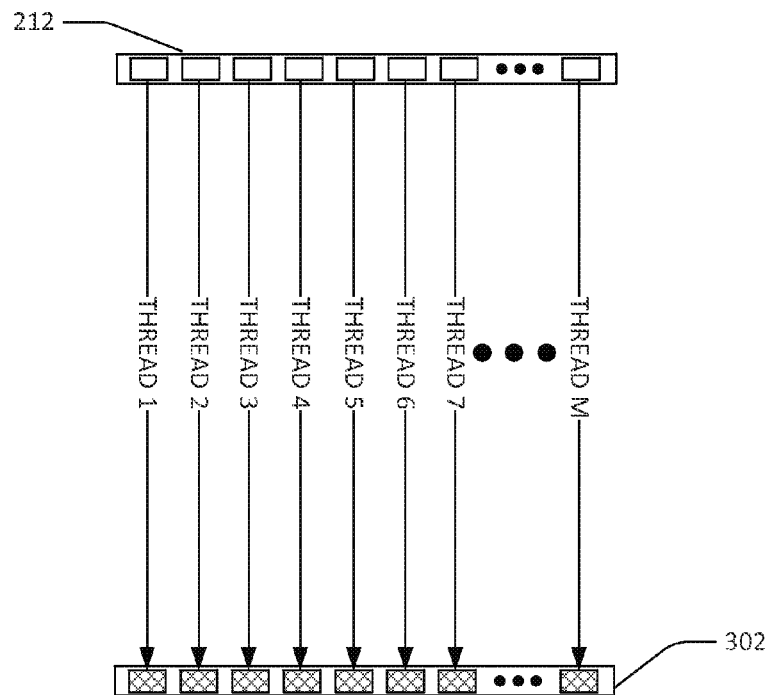 212
THREAD 1
THREAD 2
THREAD 3
THREAD 4
THREAD 5
THREAD 6
THREAD 7
THREAD M
302